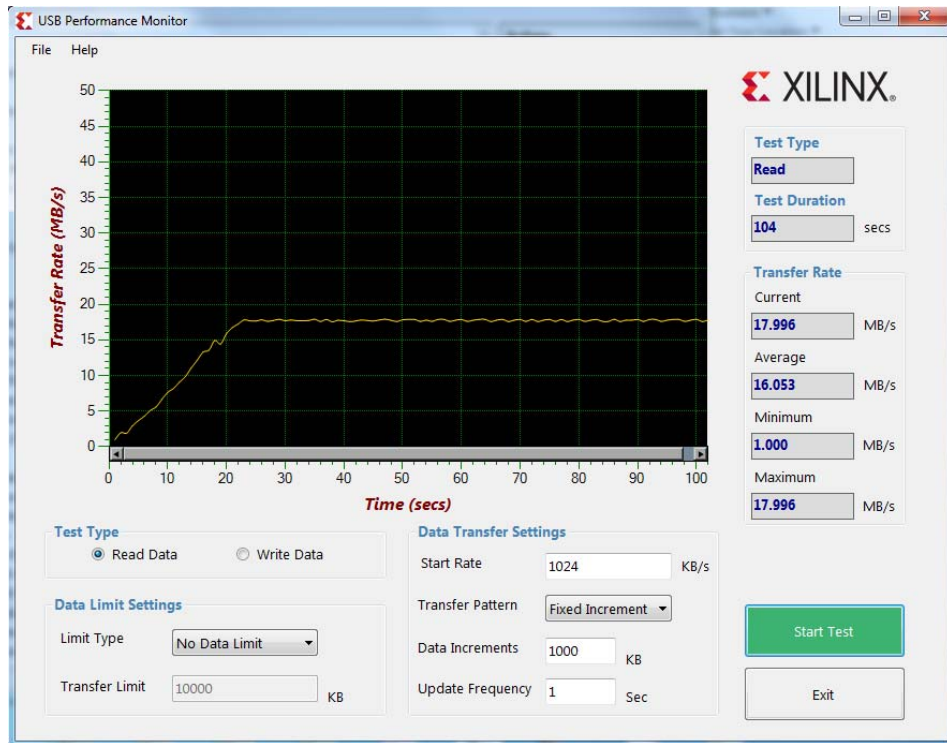 USB Performance Monitor
File Help
XILINX®
50
45
40
35
30
25
20
15
10
5
0
Transfer Rate (MB/s)
0 10 20 30 40 50 60 70 80 90 100
Time (secs)
Test Type
Read
Test Duration
104 secs
Transfer Rate
Current
17.996 MB/s
Average
16.053 MB/s
Minimum
1.000 MB/s
Maximum
17.996 MB/s
Test Type
Read Data Write Data
Data Limit Settings
Limit Type No Data Limit
Transfer Limit 10000 KB
Data Transfer Settings
Start Rate 1024 KB/s
Transfer Pattern Fixed Increment
Data Increments 1000 KB
Update Frequency 1 Sec
Start Test
Exit